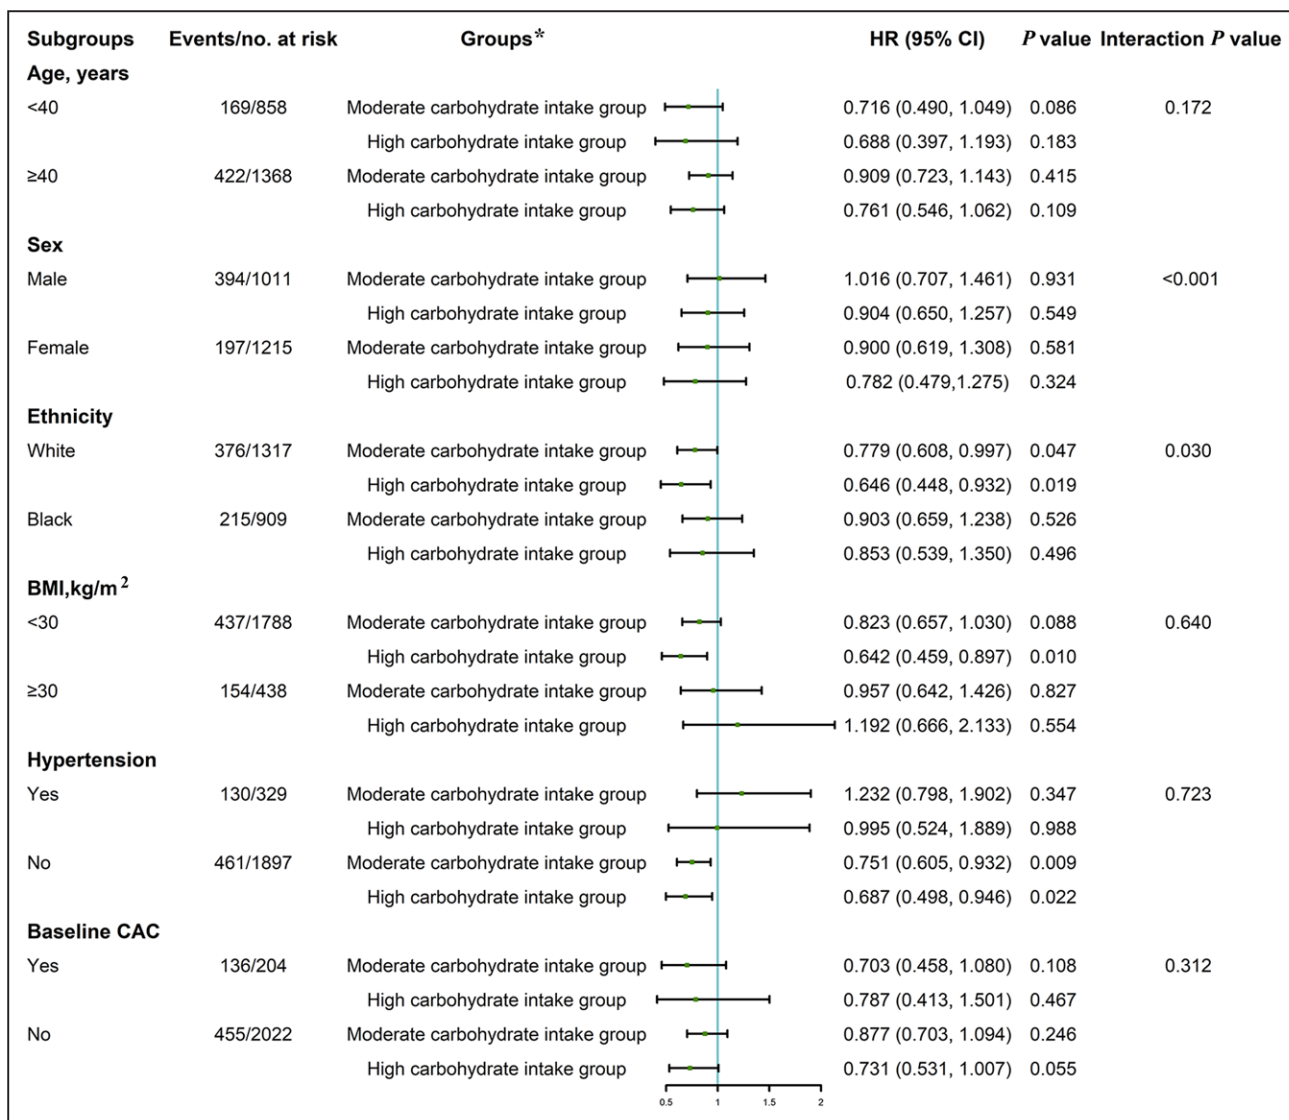 Subgroups Events/no. at risk Groups* HR (95% CI) P value Interaction P value
Age, years
<40 169/858 Moderate carbohydrate intake group 0.716 (0.490, 1.049) 0.086 0.172
High carbohydrate intake group 0.688 (0.397, 1.193) 0.183
≥40 422/1368 Moderate carbohydrate intake group 0.909 (0.723, 1.143) 0.415
High carbohydrate intake group 0.761 (0.546, 1.062) 0.109
Sex
Male 394/1011 Moderate carbohydrate intake group 1.016 (0.707, 1.461) 0.931 <0.001
High carbohydrate intake group 0.904 (0.650, 1.257) 0.549
Female 197/1215 Moderate carbohydrate intake group 0.900 (0.619, 1.308) 0.581
High carbohydrate intake group 0.782 (0.479,1.275) 0.324
Ethnicity
White 376/1317 Moderate carbohydrate intake group 0.779 (0.608, 0.997) 0.047 0.030
High carbohydrate intake group 0.646 (0.448, 0.932) 0.019
Black 215/909 Moderate carbohydrate intake group 0.903 (0.659, 1.238) 0.526
High carbohydrate intake group 0.853 (0.539, 1.350) 0.496
BMI,kg/m²
<30 437/1788 Moderate carbohydrate intake group 0.823 (0.657, 1.030) 0.088 0.640
High carbohydrate intake group 0.642 (0.459, 0.897) 0.010
≥30 154/438 Moderate carbohydrate intake group 0.957 (0.642, 1.426) 0.827
High carbohydrate intake group 1.192 (0.666, 2.133) 0.554
Hypertension
Yes 130/329 Moderate carbohydrate intake group 1.232 (0.798, 1.902) 0.347 0.723
High carbohydrate intake group 0.995 (0.524, 1.889) 0.988
No 461/1897 Moderate carbohydrate intake group 0.751 (0.605, 0.932) 0.009
High carbohydrate intake group 0.687 (0.498, 0.946) 0.022
Baseline CAC
Yes 136/204 Moderate carbohydrate intake group 0.703 (0.458, 1.080) 0.108 0.312
High carbohydrate intake group 0.787 (0.413, 1.501) 0.467
No 455/2022 Moderate carbohydrate intake group 0.877 (0.703, 1.094) 0.246
High carbohydrate intake group 0.731 (0.531, 1.007) 0.055
0.5 1 1.5 2